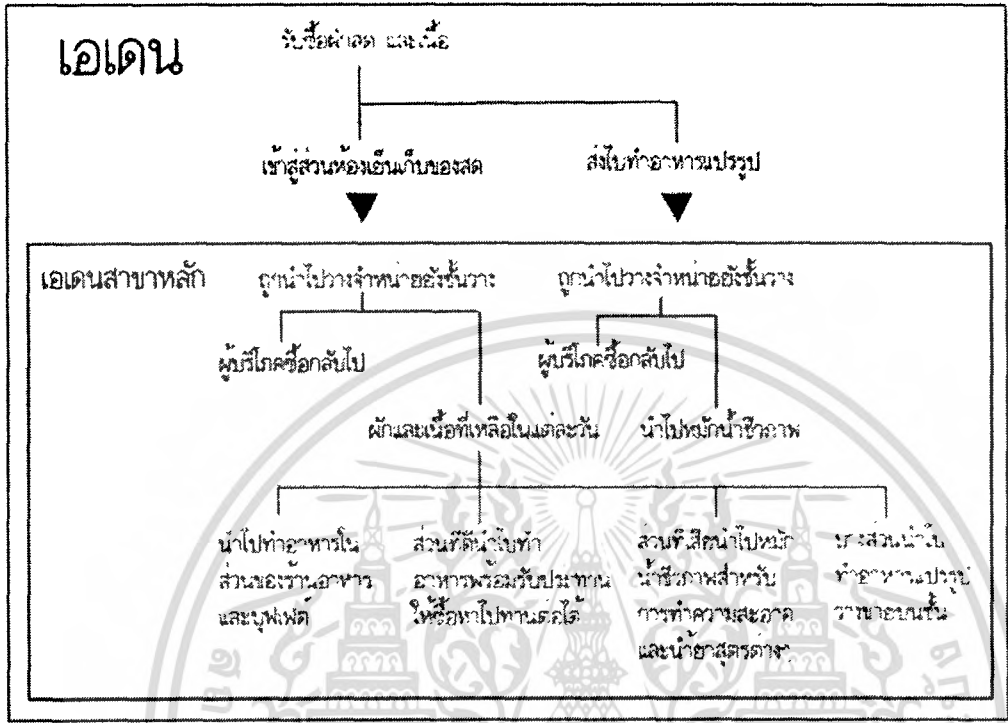 เอเดน
รับซื้อผักสด และเนื้อ
เข้าสู่ส่วนห้องเย็นเก็บของสด
ส่งไปทำอาหารแปรรูป
เอเดนสาขาหลัก
ถูกนำไปวางจำหน่ายยังชั้นวาง
ถูกนำไปวางจำหน่ายยังชั้นวาง
ผู้บริโภคซื้อกลับไป
ผู้บริโภคซื้อกลับไป
ผักและเนื้อที่เหลือในแต่ละวัน
นำไปหมักน้ำชีวภาพ
นำไปทำอาหารใน
ส่วนของร้านอาหาร
และบุฟเฟ่ต์
ส่วนที่ดีนำไปทำ
อาหารพร้อมรับประทาน
ให้ซื้อหาไปทานต่อได้
ส่วนที่เสียนำไปหมัก
น้ำชีวภาพสำหรับ
การทำความสะอาด
และน้ำยาสูตรต่างๆ
บางส่วนนำไป
ทำอาหารแปรรูป
วางขายบนชั้น